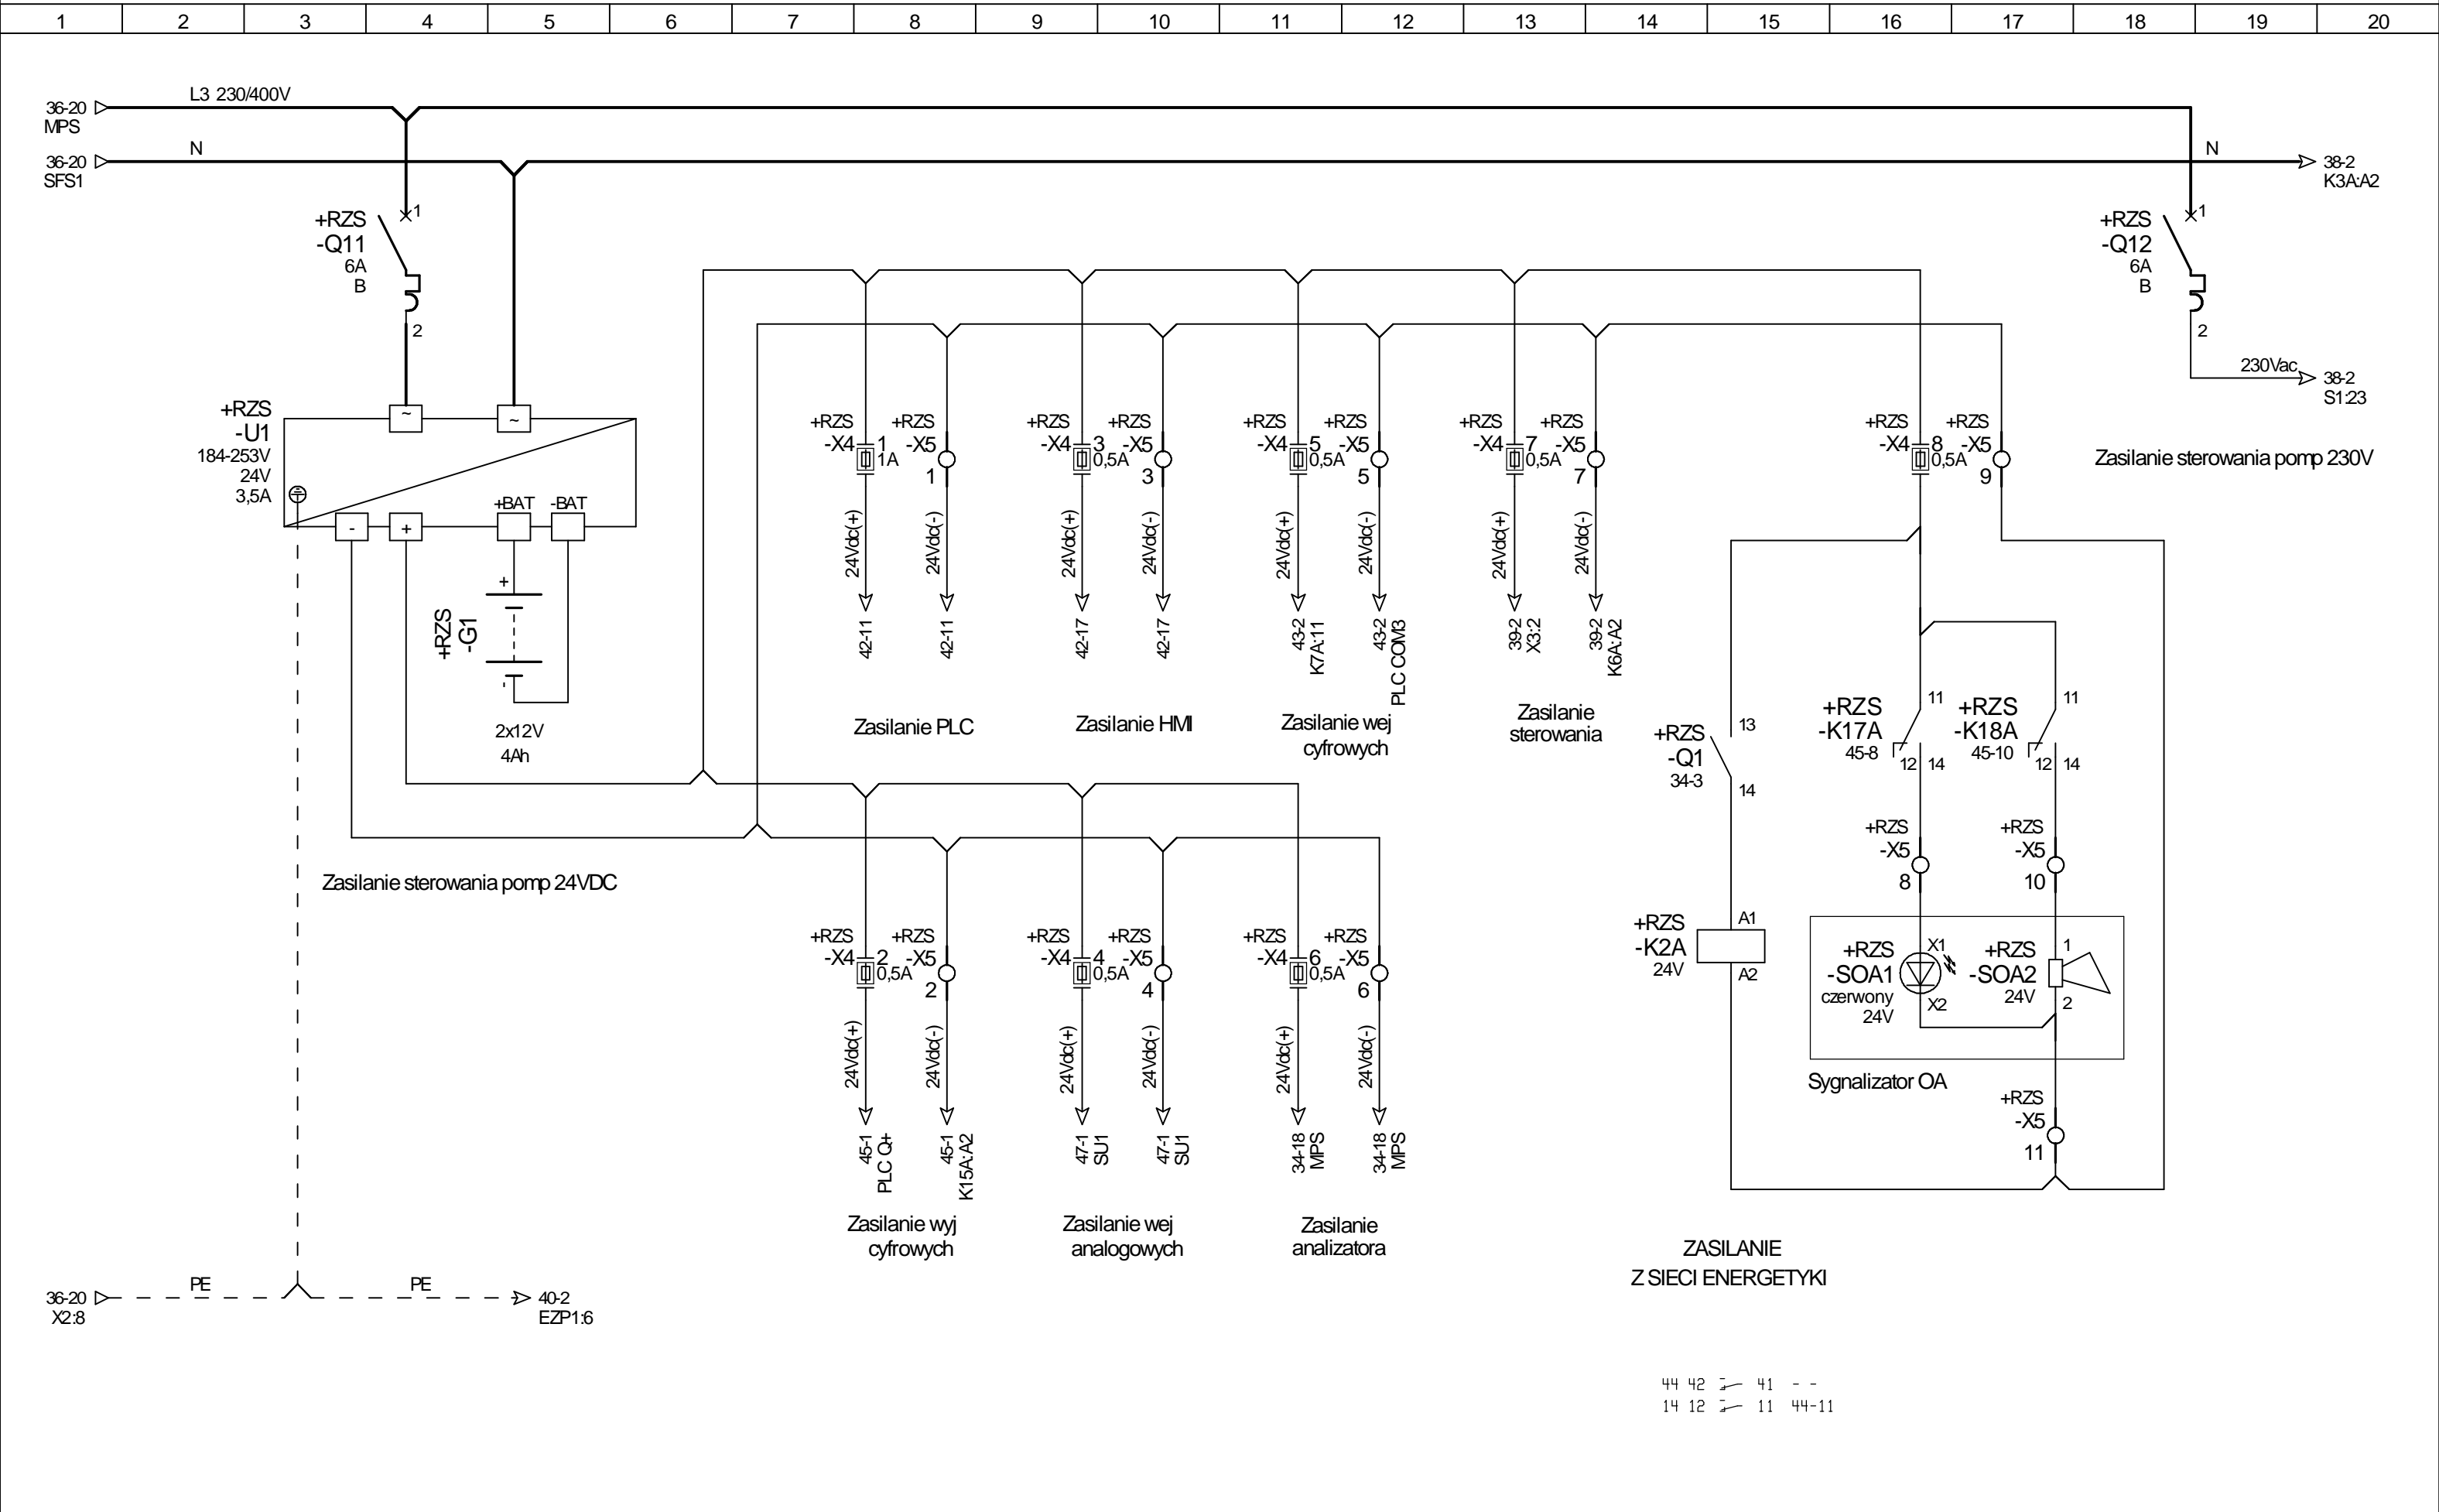 1 2 3 4 5 6 7 8 9 10 11 12 13 14 15 16 17 18 19 20
L3 230/400V
36-20
MPS
N
36-20
SFS1
N
38-2
K3A:A2
+RZS
-Q11
6A
B
1
2
+RZS
-Q12
6A
B
1
2
230Vac
38-2
S1:23
Zasilanie sterowania pomp 230V
+RZS
-U1
184-253V
24V
3,5A
~
~
-
+
+BAT
-BAT
+RZS
-G1
+
-
2x12V
4Ah
Zasilanie sterowania pomp 24VDC
+RZS
-X4
1
1A
24Vdc(+)
42-11
+RZS
-X5
1
24Vdc(-)
42-11
Zasilanie PLC
+RZS
-X4
3
0,5A
24Vdc(+)
42-17
+RZS
-X5
3
24Vdc(-)
42-17
Zasilanie HMI
+RZS
-X4
5
0,5A
24Vdc(+)
43-2
K7A:11
+RZS
-X5
5
24Vdc(-)
43-2
PLC COM3
Zasilanie wej
cyfrowych
+RZS
-X4
7
0,5A
24Vdc(+)
39-2
X3:2
+RZS
-X5
7
24Vdc(-)
39-2
K6A:A2
Zasilanie
sterowania
+RZS
-X4
8
0,5A
+RZS
-X5
9
+RZS
-Q1
34-3
13
14
+RZS
-K17A
45-8
11
12 14
+RZS
-K18A
45-10
11
12 14
+RZS
-X5
8
+RZS
-X5
10
+RZS
-K2A
24V
A1
A2
+RZS
-SOA1
czerwony
24V
X1
X2
+RZS
-SOA2
24V
1
2
Sygnalizator OA
+RZS
-X5
11
+RZS
-X4
2
0,5A
24Vdc(+)
45-1
PLC Q+
+RZS
-X5
2
24Vdc(-)
45-1
K15A:A2
Zasilanie wyj
cyfrowych
+RZS
-X4
4
0,5A
24Vdc(+)
47-1
SU1
+RZS
-X5
4
24Vdc(-)
47-1
SU1
Zasilanie wej
analogowych
+RZS
-X4
6
0,5A
24Vdc(+)
34-18
MPS
+RZS
-X5
6
24Vdc(-)
34-18
MPS
Zasilanie
analizatora
ZASILANIE
Z SIECI ENERGETYKI
36-20
X2:8
PE
PE
40-2
EZP1:6
44 42 41 - -
14 12 11 44-11